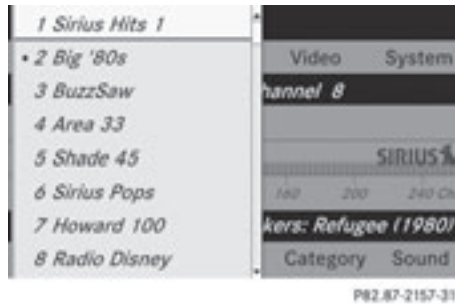 1 Sirius Hits 1
• 2 Big '80s
3 BuzzSaw
4 Area 33
5 Shade 45
6 Sirius Pops
7 Howard 100
8 Radio Disney
Video System
hannel 8
SIRIUS
160 200 240 Ch
kers: Refugee (1980)
Category Sound
P82.87-2157-31